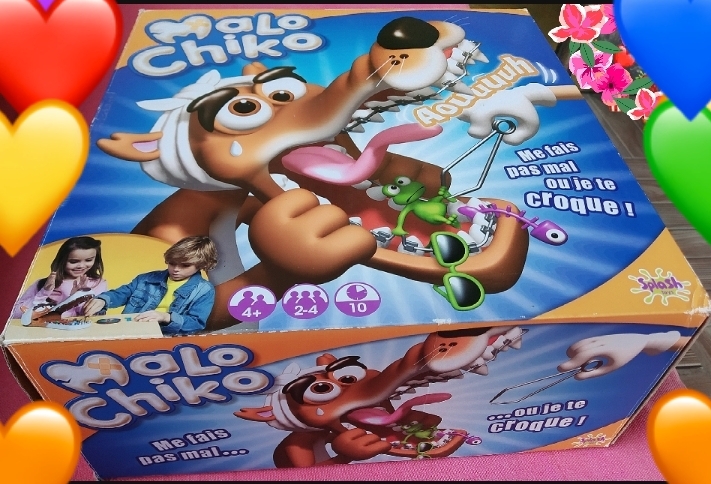 Malo
Chiko
Aouuuuh
Me fais
pas mal
ou je te
croque !
4+
2-4
10
Splash
Malo
Chiko
Me fais
pas mal...
...ou je te
croque !
Splash